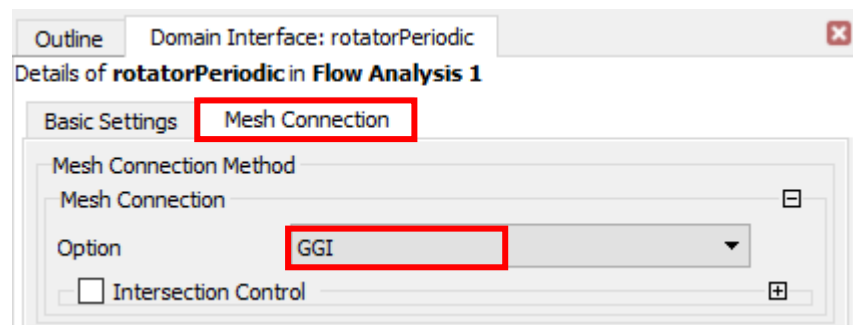 Outline Domain Interface: rotatorPeriodic
Details of rotatorPeriodic in Flow Analysis 1
Basic Settings Mesh Connection
Mesh Connection Method
Mesh Connection
Option GGI
Intersection Control